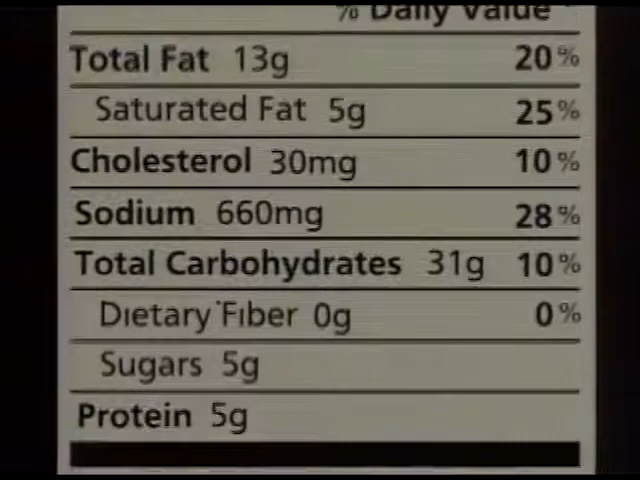 % Daily Value *
Total Fat 13g 20%
Saturated Fat 5g 25%
Cholesterol 30mg 10%
Sodium 660mg 28%
Total Carbohydrates 31g 10%
Dietary Fiber 0g 0%
Sugars 5g
Protein 5g